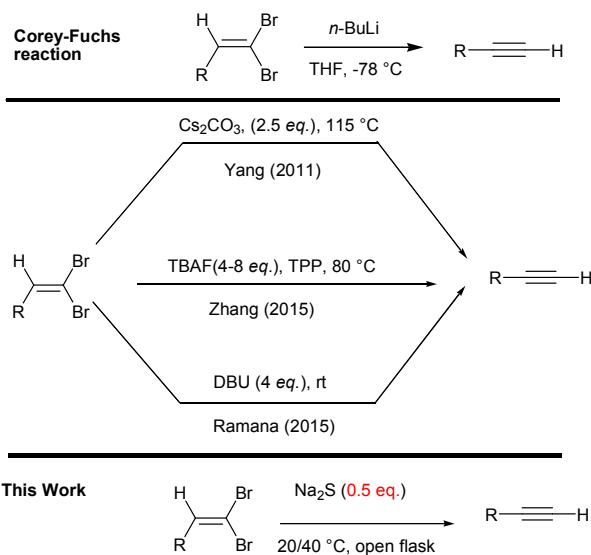 Corey-Fuchs
reaction
H
Br
R
Br
n-BuLi
THF, -78 °C
R
H
Cs₂CO₃, (2.5 eq.), 115 °C
Yang (2011)
H
Br
R
Br
TBAF(4-8 eq.), TPP, 80 °C
Zhang (2015)
R
H
DBU (4 eq.), rt
Ramana (2015)
This Work
H
Br
R
Br
Na₂S (0.5 eq.)
20/40 °C, open flask
R
H